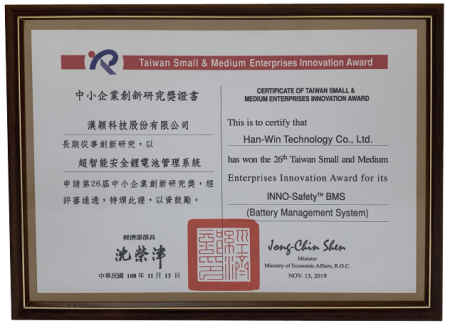 Taiwan Small & Medium Enterprises Innovation Award
中小企業創新研究獎證書
漢穎科技股份有限公司
長期從事創新研究，以
超智能安全鋰電池管理系統
申請第26屆中小企業創新研究獎，經
評審通過，特頒此證，以資鼓勵。
經濟部部長
沈榮津
中華民國 108 年 11 月 13 日
CERTIFICATE OF TAIWAN SMALL &
MEDIUM ENTERPRISES INNOVATION AWARD
This is to certify that
Han-Win Technology Co., Ltd.
has won the 26th Taiwan Small and Medium
Enterprises Innovation Award for its
INNO-Safety™ BMS
(Battery Management System)
Jong-Chin Shen
Minister
Ministry of Economic Affairs, R.O.C.
NOV. 13, 2019